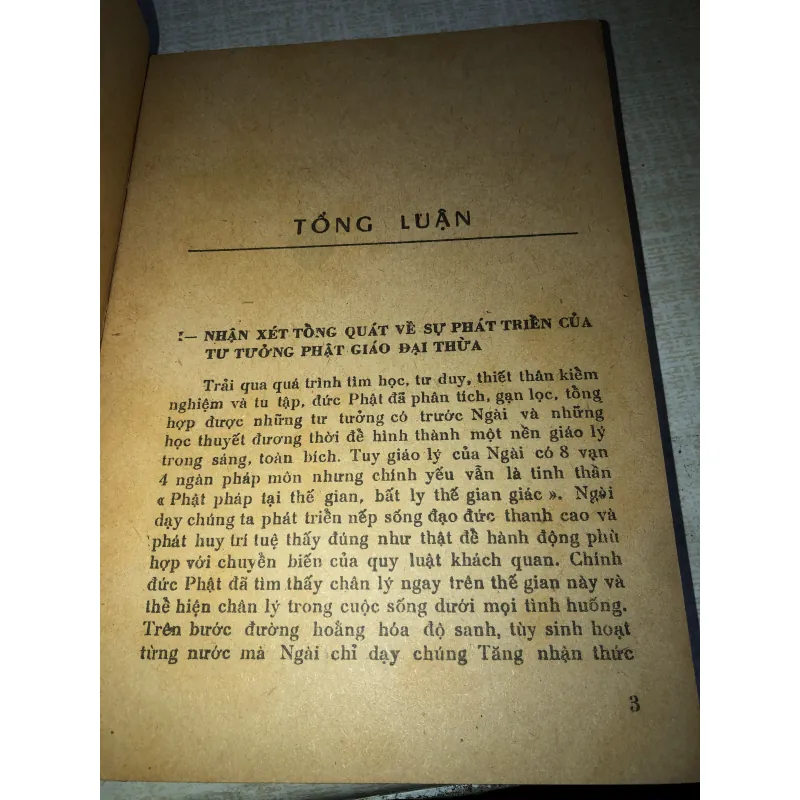 TỔNG LUẬN
I— NHẬN XÉT TỔNG QUÁT VỀ SỰ PHÁT TRIỂN CỦA
TƯ TƯỞNG PHẬT GIÁO ĐẠI THỪA
Trải qua quá trình tìm học, tư duy, thiết thân kiểm
nghiệm và tu tập, đức Phật đã phân tích, gạn lọc, tổng
hợp được những tư tưởng có trước Ngài và những
học thuyết đương thời để hình thành một nền giáo lý
trong sáng, toàn bích. Tuy giáo lý của Ngài có 8 vạn
4 ngàn pháp môn nhưng chính yếu vẫn là tinh thần
« Phật pháp tại thế gian, bất ly thế gian giác ». Ngài
dạy chúng ta phát triển nếp sống đạo đức thanh cao và
phát huy trí tuệ thấy đúng như thật để hành động phù
hợp với chuyển biến của quy luật khách quan. Chính
đức Phật đã tìm thấy chân lý ngay trên thế gian này và
thể hiện chân lý trong cuộc sống dưới mọi tình huống.
Trên bước đường hoằng hóa độ sanh, tùy sinh hoạt
từng nước mà Ngài chỉ dạy chúng Tăng nhận thức
3